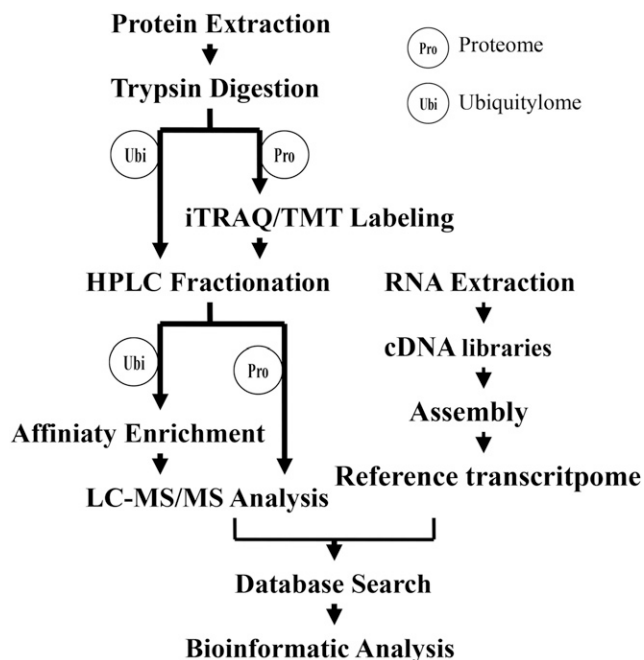 Protein Extraction
Pro Proteome
Trypsin Digestion
Ubi Ubiquitylome
Ubi
Pro
iTRAQ/TMT Labeling
HPLC Fractionation
RNA Extraction
Ubi
Pro
cDNA libraries
Assembly
Affiniaty Enrichment
Reference transcritpome
LC-MS/MS Analysis
Database Search
Bioinformatic Analysis